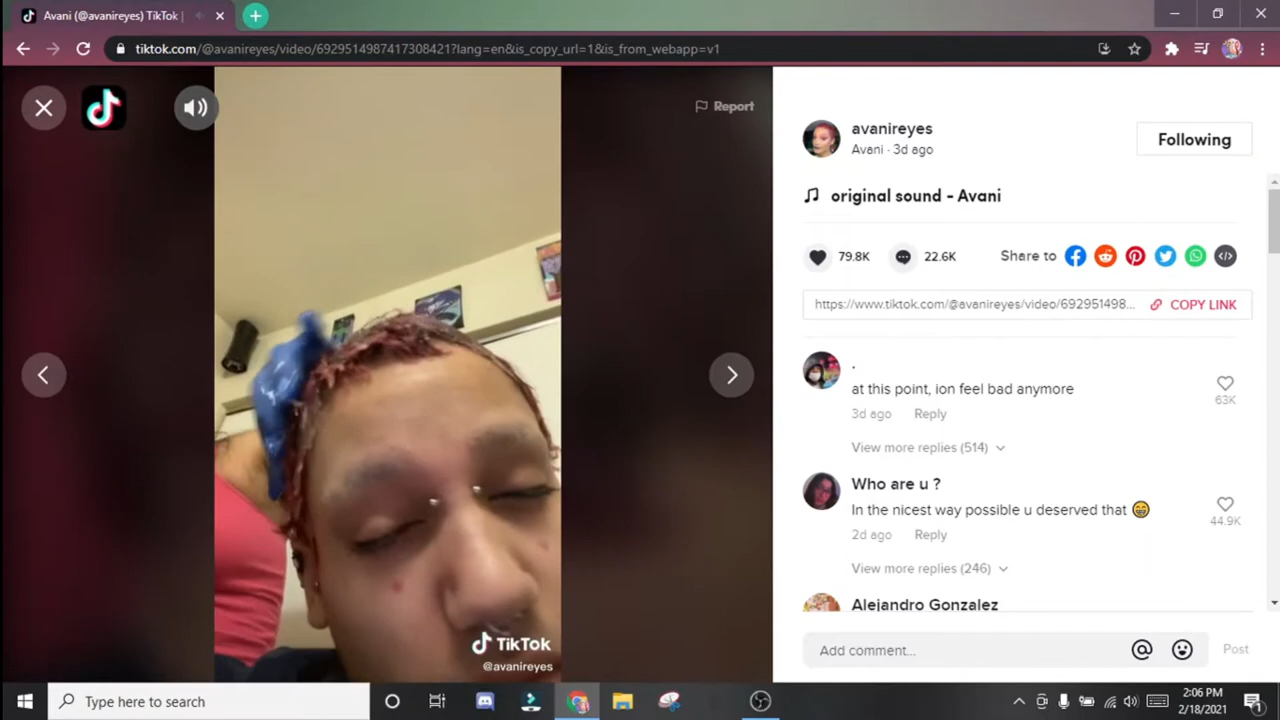 Avani (@avanireyes) TikTok |
tiktok.com/@avanireyes/video/6929514987417308421?lang=en&is_copy_url=1&is_from_webapp=v1
Report
TikTok
@avanireyes
avanireyes
Avani · 3d ago
Following
original sound - Avani
79.8K
22.6K
Share to
https://www.tiktok.com/@avanireyes/video/692951498...
COPY LINK
.
at this point, ion feel bad anymore
63K
3d ago Reply
View more replies (514)
Who are u ?
In the nicest way possible u deserved that 😁
44.9K
2d ago Reply
View more replies (246)
Alejandro Gonzalez
Add comment...
Post
Type here to search
2:06 PM
2/18/2021
1